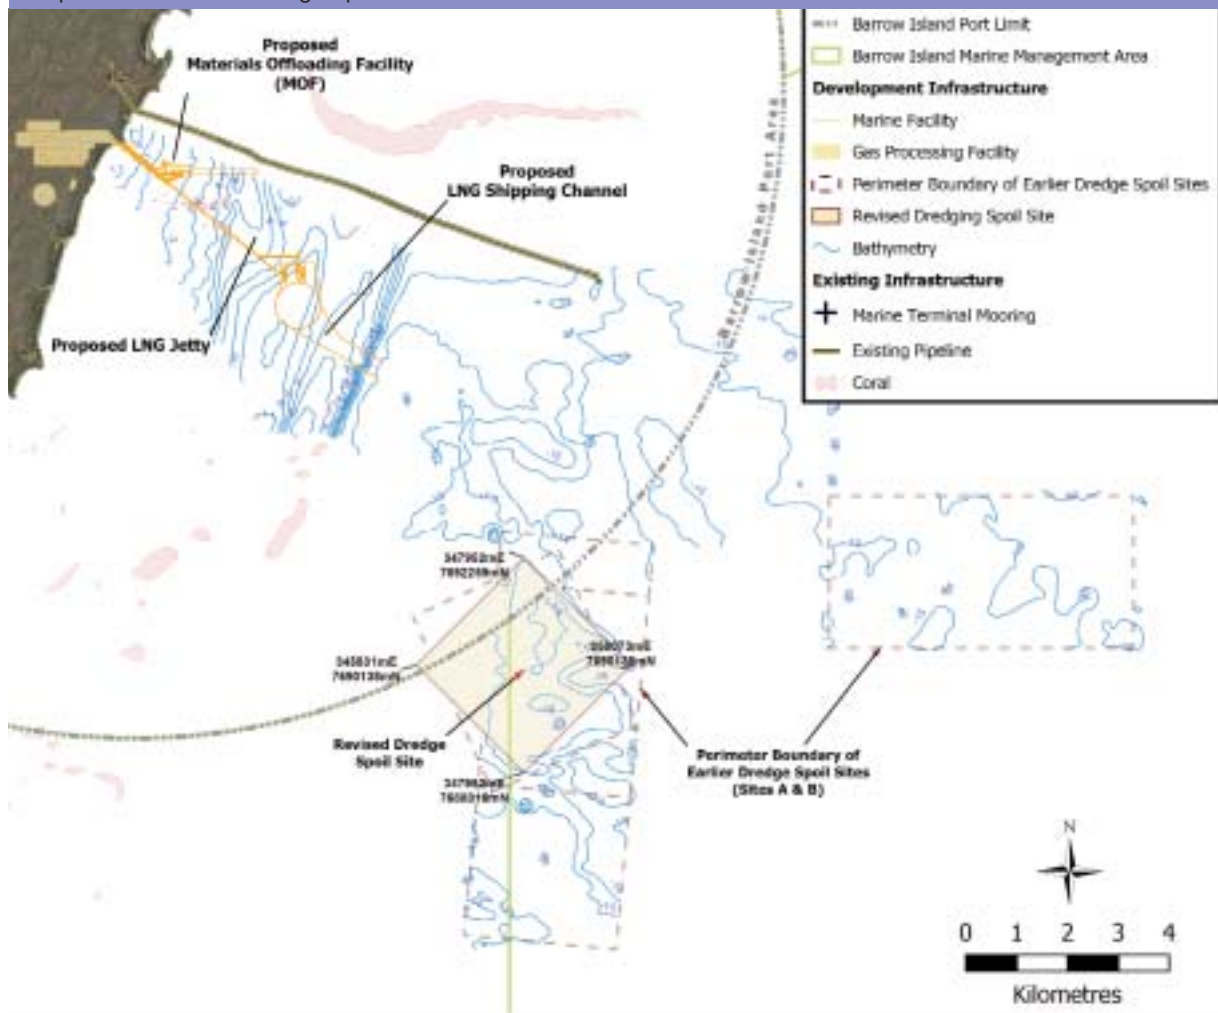 Barrow Island Port Limit
Barrow Island Marine Management Area
Development Infrastructure
Marine Facility
Gas Processing Facility
Perimeter Boundary of Earlier Dredge Spoil Sites
Revised Dredging Spoil Site
Bathymetry
Existing Infrastructure
Marine Terminal Mooring
Existing Pipeline
Coral
Proposed
Materials Offloading Facility
(MOF)
Proposed
LNG Shipping Channel
Barrow Island Port Area
Proposed LNG Jetty
345831mE
7690138mN
Revised Dredge
Spoil Site
Perimeter Boundary of
Earlier Dredge Spoil Sites
(Sites A & B)
N
0 1 2 3 4
Kilometres